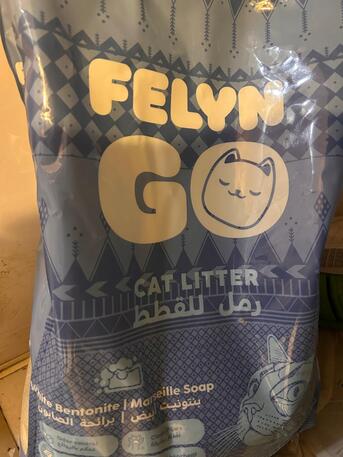 FELYN
GO
CAT LITTER
رمل للقطط
White Bentonite | Marseille Soap
بنتونيت أبيض | برائحة الصابون